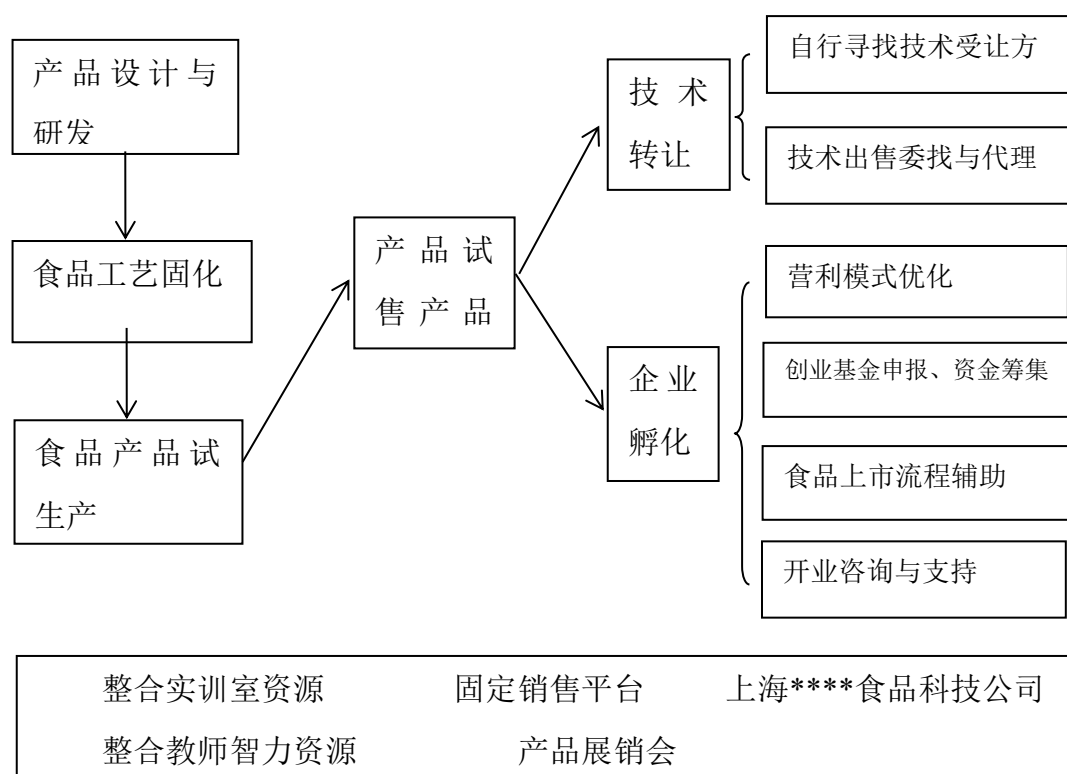 产品设计与
研发
食品工艺固化
食品产品试
生产
产品试
售产品
技术
转让
自行寻找技术受让方
技术出售委找与代理
企业
孵化
营利模式优化
创业基金申报、资金筹集
食品上市流程辅助
开业咨询与支持
整合实训室资源 固定销售平台 上海****食品科技公司
整合教师智力资源 产品展销会